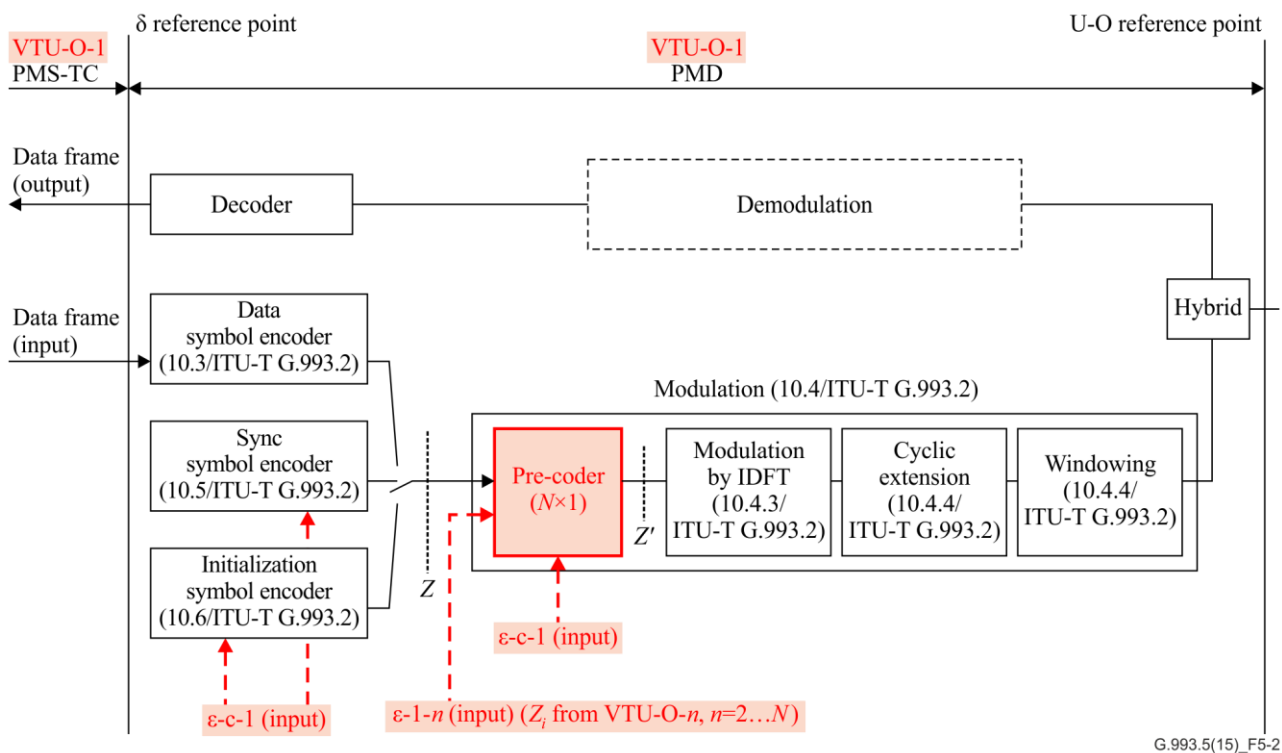 δ reference point
U-O reference point
VTU-O-1
PMS-TC
VTU-O-1
PMD
Data frame
(output)
Decoder
Demodulation
Hybrid
Data frame
(input)
Data
symbol encoder
(10.3/ITU-T G.993.2)
Modulation (10.4/ITU-T G.993.2)
Sync
symbol encoder
(10.5/ITU-T G.993.2)
Pre-coder
(N×1)
Modulation
by IDFT
(10.4.3/
ITU-T G.993.2)
Cyclic
extension
(10.4.4/
ITU-T G.993.2)
Windowing
(10.4.4/
ITU-T G.993.2)
Z
Z′
Initialization
symbol encoder
(10.6/ITU-T G.993.2)
ε-c-1 (input)
ε-c-1 (input)
ε-1-n (input) (Zi from VTU-O-n, n=2…N)
G.993.5(15)_F5-2